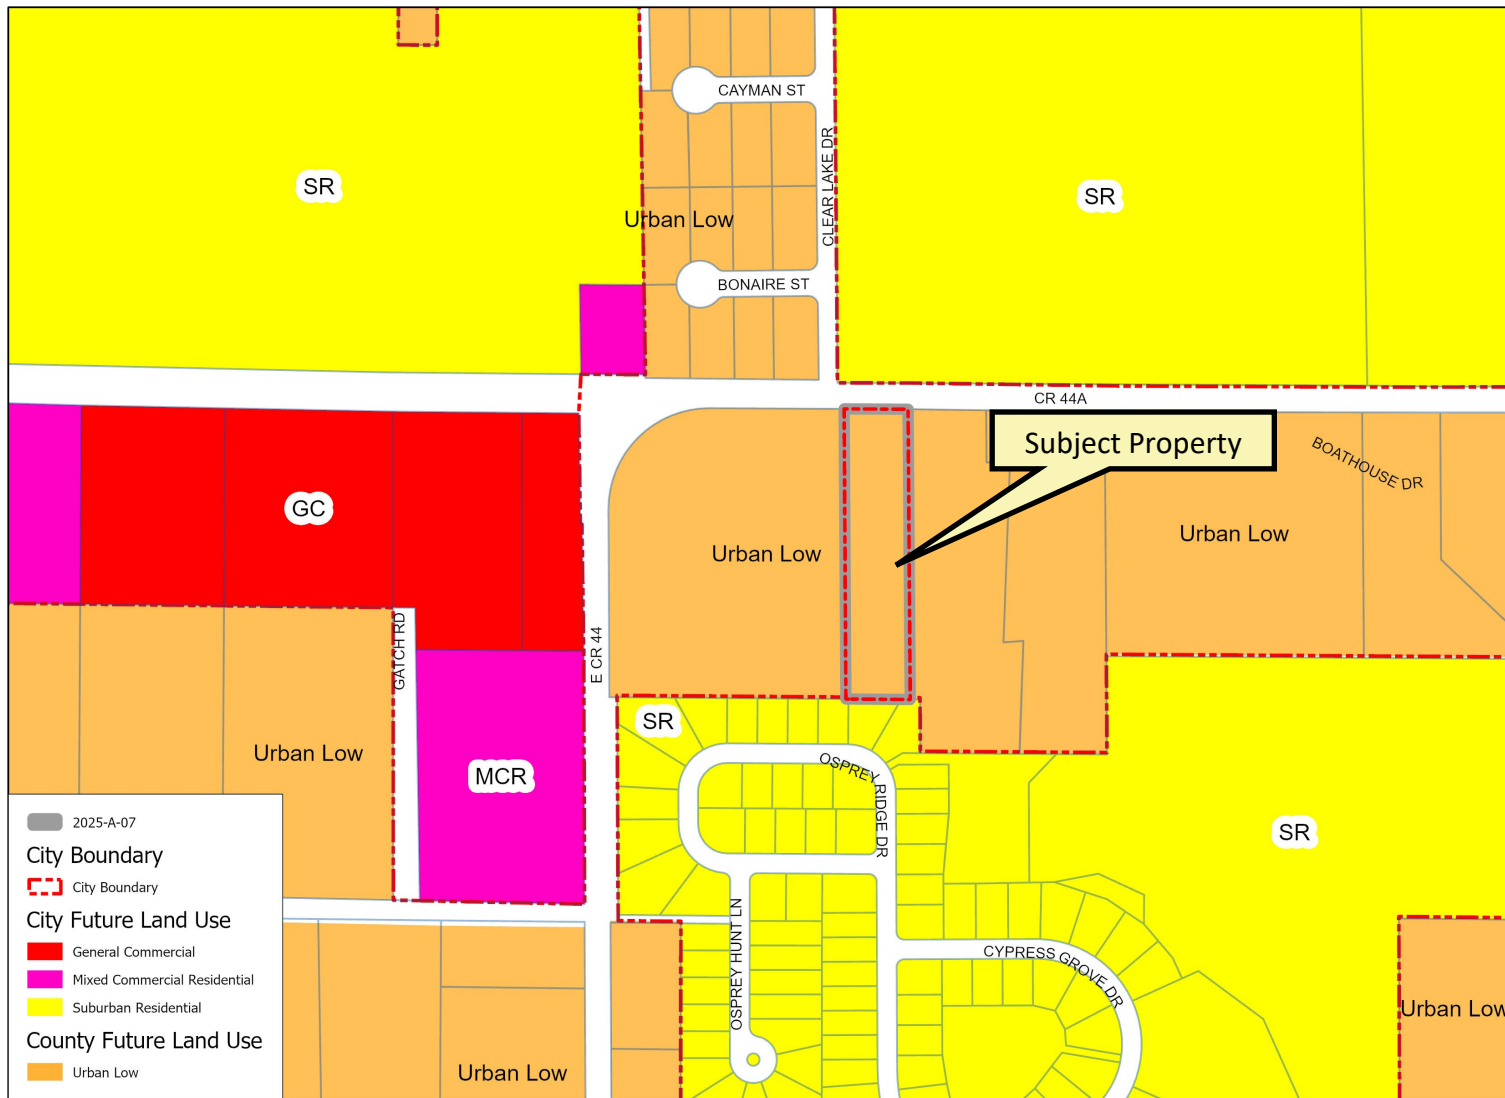 CAYMAN ST
CLEAR LAKE DR
SR
SR
Urban Low
BONAIRE ST
CR 44A
Subject Property
BOATHOUSE DR
GC
Urban Low
Urban Low
GATCH RD
E CR 44
SR
Urban Low
MCR
OSPREY RIDGE DR
SR
2025-A-07
City Boundary
City Boundary
City Future Land Use
General Commercial
Mixed Commercial Residential
Suburban Residential
County Future Land Use
Urban Low
OSPREY HUNT LN
CYPRESS GROVE DR
Urban Low
Urban Low